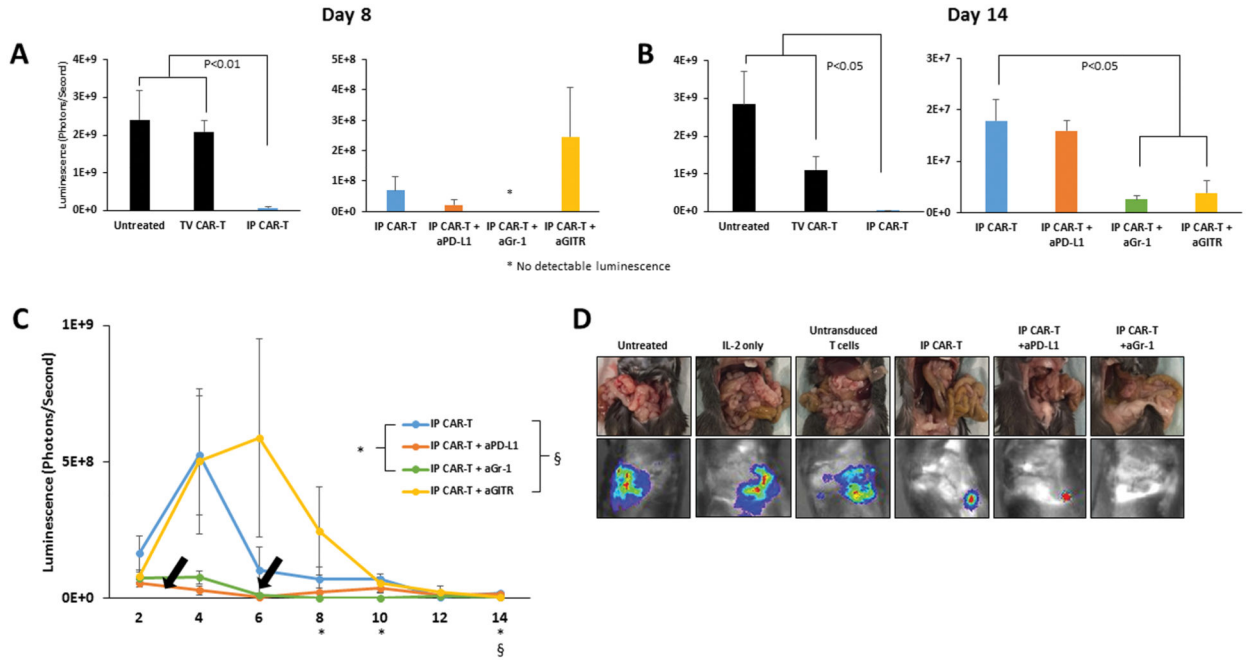 Day 8
Day 14
A
Luminescence (Photons/Second)
4E+9
3E+9
2E+9
1E+9
0E+0
P<0.01
Untreated
TV CAR-T
IP CAR-T
5E+8
4E+8
3E+8
2E+8
1E+8
0E+0
*
IP CAR-T
IP CAR-T +
aPD-L1
IP CAR-T +
aGr-1
IP CAR-T +
aGITR
* No detectable luminescence
B
4E+9
3E+9
2E+9
1E+9
0E+0
P<0.05
Untreated
TV CAR-T
IP CAR-T
3E+7
2E+7
1E+7
0E+0
P<0.05
IP CAR-T
IP CAR-T +
aPD-L1
IP CAR-T +
aGr-1
IP CAR-T +
aGITR
C
Luminescence (Photons/Second)
1E+9
5E+8
0E+0
*
IP CAR-T
IP CAR-T + aPD-L1
IP CAR-T + aGr-1
IP CAR-T + aGITR
§
2 4 6 8 10 12 14
* * *
§
D
Untreated
IL-2 only
Untransduced
T cells
IP CAR-T
IP CAR-T
+aPD-L1
IP CAR-T
+aGr-1